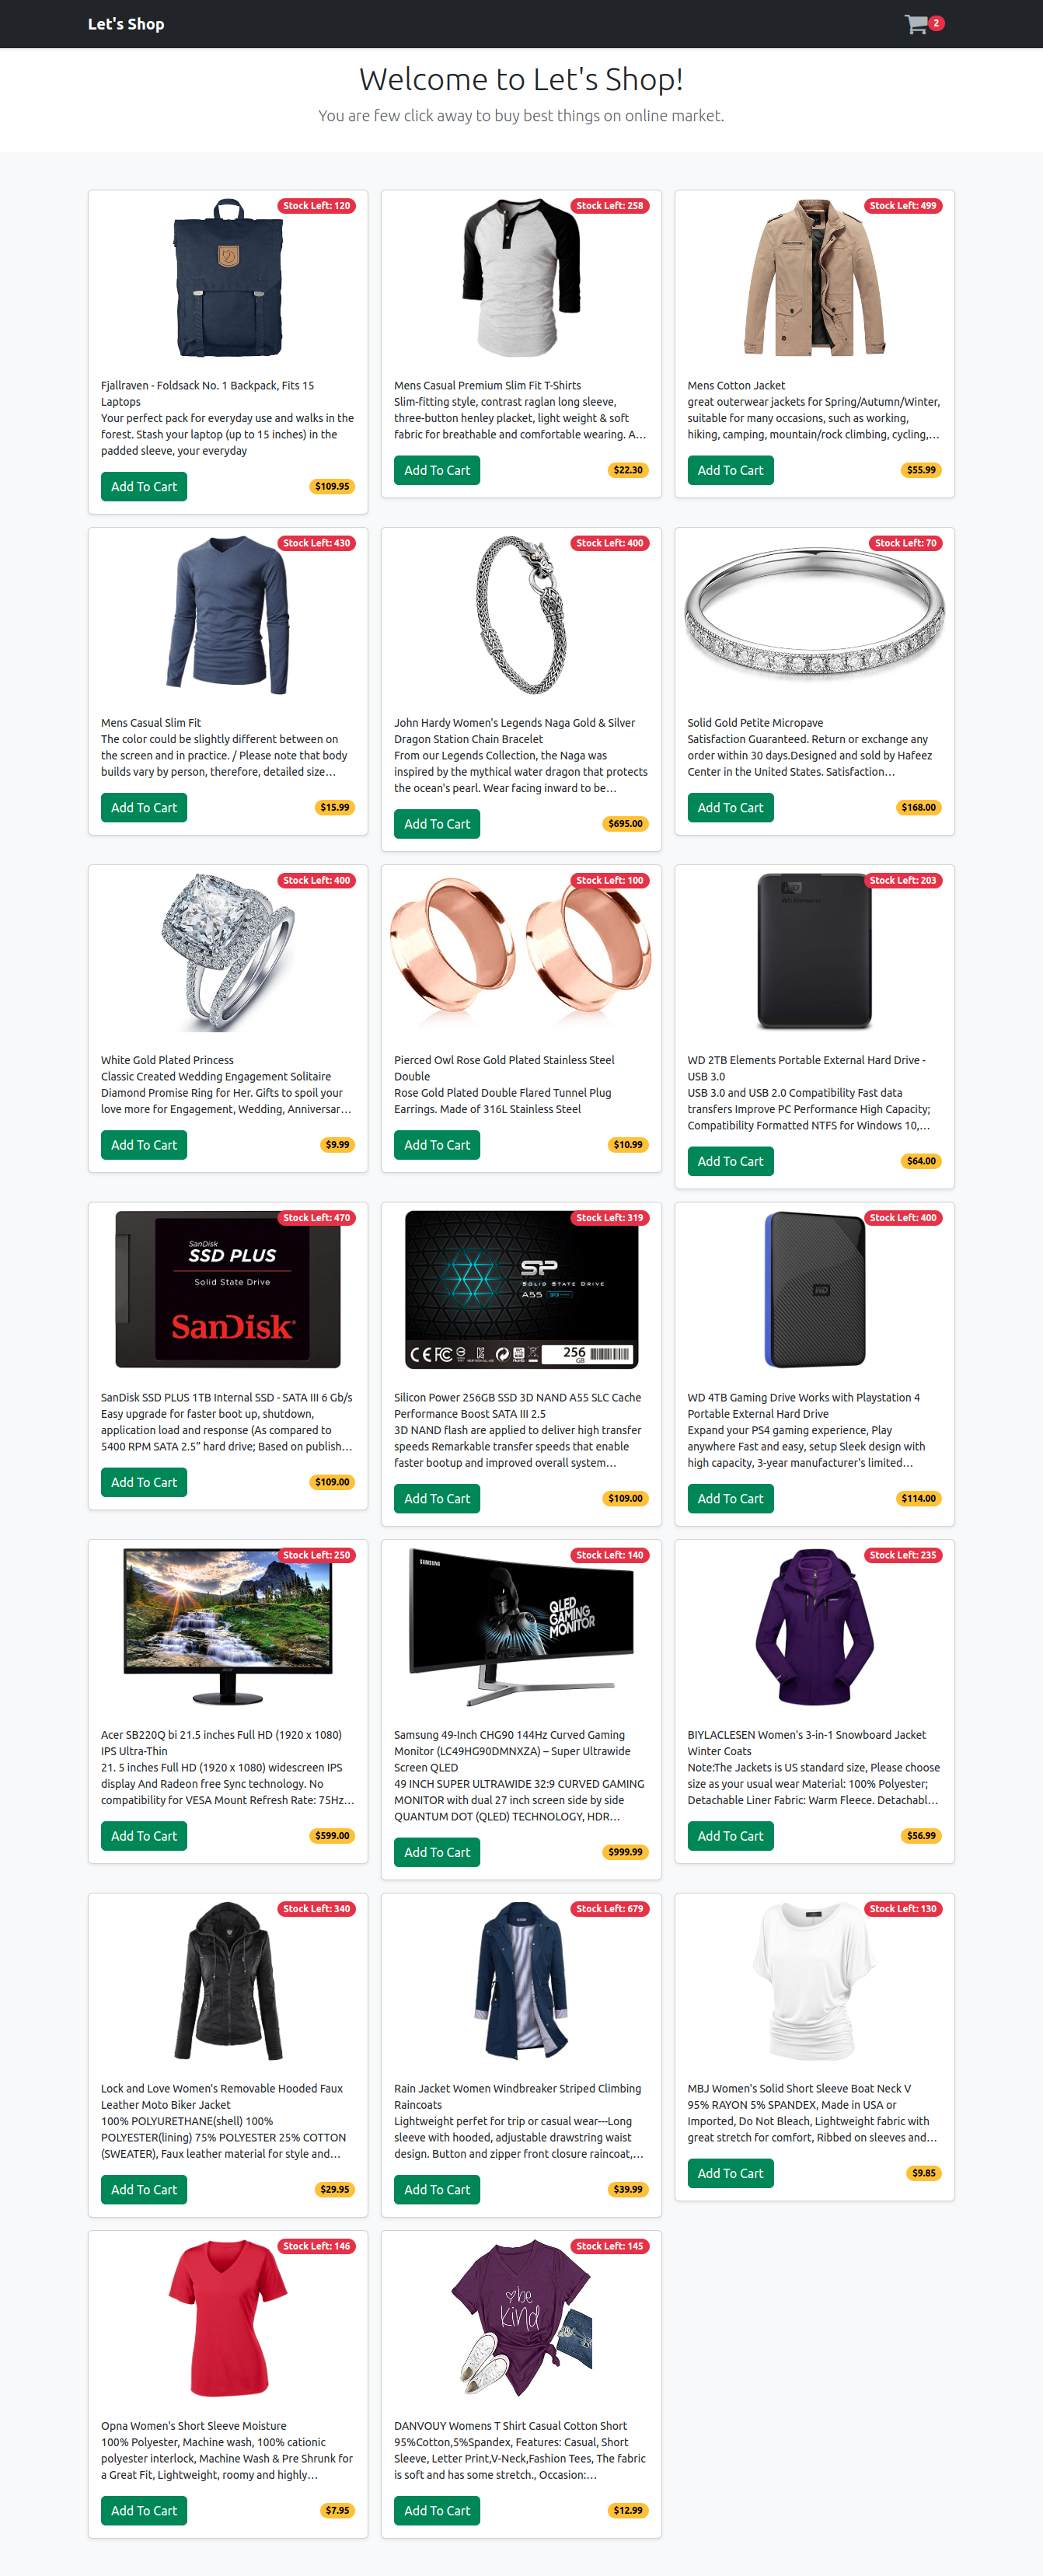 Let's Shop
2
Welcome to Let's Shop!
You are few click away to buy best things on online market.
Stock Left: 120
Fjallraven - Foldsack No. 1 Backpack, Fits 15
Laptops
Your perfect pack for everyday use and walks in the
forest. Stash your laptop (up to 15 inches) in the
padded sleeve, your everyday
Add To Cart
$109.95
Stock Left: 258
Mens Casual Premium Slim Fit T-Shirts
Slim-fitting style, contrast raglan long sleeve,
three-button henley placket, light weight & soft
fabric for breathable and comfortable wearing. A…
Add To Cart
$22.30
Stock Left: 499
Mens Cotton Jacket
great outerwear jackets for Spring/Autumn/Winter,
suitable for many occasions, such as working,
hiking, camping, mountain/rock climbing, cycling,…
Add To Cart
$55.99
Stock Left: 430
Mens Casual Slim Fit
The color could be slightly different between on
the screen and in practice. / Please note that body
builds vary by person, therefore, detailed size…
Add To Cart
$15.99
Stock Left: 400
John Hardy Women's Legends Naga Gold & Silver
Dragon Station Chain Bracelet
From our Legends Collection, the Naga was
inspired by the mythical water dragon that protects
the ocean's pearl. Wear facing inward to be…
Add To Cart
$695.00
Stock Left: 70
Solid Gold Petite Micropave
Satisfaction Guaranteed. Return or exchange any
order within 30 days.Designed and sold by Hafeez
Center in the United States. Satisfaction…
Add To Cart
$168.00
Stock Left: 400
White Gold Plated Princess
Classic Created Wedding Engagement Solitaire
Diamond Promise Ring for Her. Gifts to spoil your
love more for Engagement, Wedding, Anniversar…
Add To Cart
$9.99
Stock Left: 100
Pierced Owl Rose Gold Plated Stainless Steel
Double
Rose Gold Plated Double Flared Tunnel Plug
Earrings. Made of 316L Stainless Steel
Add To Cart
$10.99
Stock Left: 203
WD
WD Elements
WD 2TB Elements Portable External Hard Drive -
USB 3.0
USB 3.0 and USB 2.0 Compatibility Fast data
transfers Improve PC Performance High Capacity;
Compatibility Formatted NTFS for Windows 10,…
Add To Cart
$64.00
Stock Left: 470
SanDisk
SSD PLUS
Solid State Drive
SanDisk
SanDisk SSD PLUS 1TB Internal SSD - SATA III 6 Gb/s
Easy upgrade for faster boot up, shutdown,
application load and response (As compared to
5400 RPM SATA 2.5” hard drive; Based on publish…
Add To Cart
$109.00
Stock Left: 319
SP
SOLID STATE DRIVE
A55
256
GB
Silicon Power 256GB SSD 3D NAND A55 SLC Cache
Performance Boost SATA III 2.5
3D NAND flash are applied to deliver high transfer
speeds Remarkable transfer speeds that enable
faster bootup and improved overall system…
Add To Cart
$109.00
Stock Left: 400
WD
WD 4TB Gaming Drive Works with Playstation 4
Portable External Hard Drive
Expand your PS4 gaming experience, Play
anywhere Fast and easy, setup Sleek design with
high capacity, 3-year manufacturer's limited…
Add To Cart
$114.00
Stock Left: 250
Acer SB220Q bi 21.5 inches Full HD (1920 x 1080)
IPS Ultra-Thin
21. 5 inches Full HD (1920 x 1080) widescreen IPS
display And Radeon free Sync technology. No
compatibility for VESA Mount Refresh Rate: 75Hz…
Add To Cart
$599.00
Stock Left: 140
SAMSUNG
QLED
GAMING
MONITOR
Samsung 49-Inch CHG90 144Hz Curved Gaming
Monitor (LC49HG90DMNXZA) – Super Ultrawide
Screen QLED
49 INCH SUPER ULTRAWIDE 32:9 CURVED GAMING
MONITOR with dual 27 inch screen side by side
QUANTUM DOT (QLED) TECHNOLOGY, HDR…
Add To Cart
$999.99
Stock Left: 235
BIYLACLESEN Women's 3-in-1 Snowboard Jacket
Winter Coats
Note:The Jackets is US standard size, Please choose
size as your usual wear Material: 100% Polyester;
Detachable Liner Fabric: Warm Fleece. Detachabl…
Add To Cart
$56.99
Stock Left: 340
Lock and Love Women's Removable Hooded Faux
Leather Moto Biker Jacket
100% POLYURETHANE(shell) 100%
POLYESTER(lining) 75% POLYESTER 25% COTTON
(SWEATER), Faux leather material for style and…
Add To Cart
$29.95
Stock Left: 679
Rain Jacket Women Windbreaker Striped Climbing
Raincoats
Lightweight perfet for trip or casual wear---Long
sleeve with hooded, adjustable drawstring waist
design. Button and zipper front closure raincoat,…
Add To Cart
$39.99
Stock Left: 130
MBJ Women's Solid Short Sleeve Boat Neck V
95% RAYON 5% SPANDEX, Made in USA or
Imported, Do Not Bleach, Lightweight fabric with
great stretch for comfort, Ribbed on sleeves and…
Add To Cart
$9.85
Stock Left: 146
Opna Women's Short Sleeve Moisture
100% Polyester, Machine wash, 100% cationic
polyester interlock, Machine Wash & Pre Shrunk for
a Great Fit, Lightweight, roomy and highly…
Add To Cart
$7.95
Stock Left: 145
be
kind
DANVOUY Womens T Shirt Casual Cotton Short
95%Cotton,5%Spandex, Features: Casual, Short
Sleeve, Letter Print,V-Neck,Fashion Tees, The fabric
is soft and has some stretch., Occasion:…
Add To Cart
$12.99